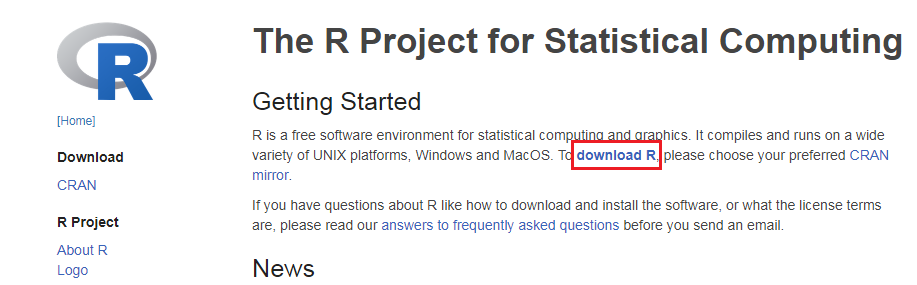 R
The R Project for Statistical Computing
[Home]
Download
CRAN
R Project
About R
Logo
Getting Started
R is a free software environment for statistical computing and graphics. It compiles and runs on a wide
variety of UNIX platforms, Windows and MacOS. To download R, please choose your preferred CRAN
mirror.
If you have questions about R like how to download and install the software, or what the license terms
are, please read our answers to frequently asked questions before you send an email.
News